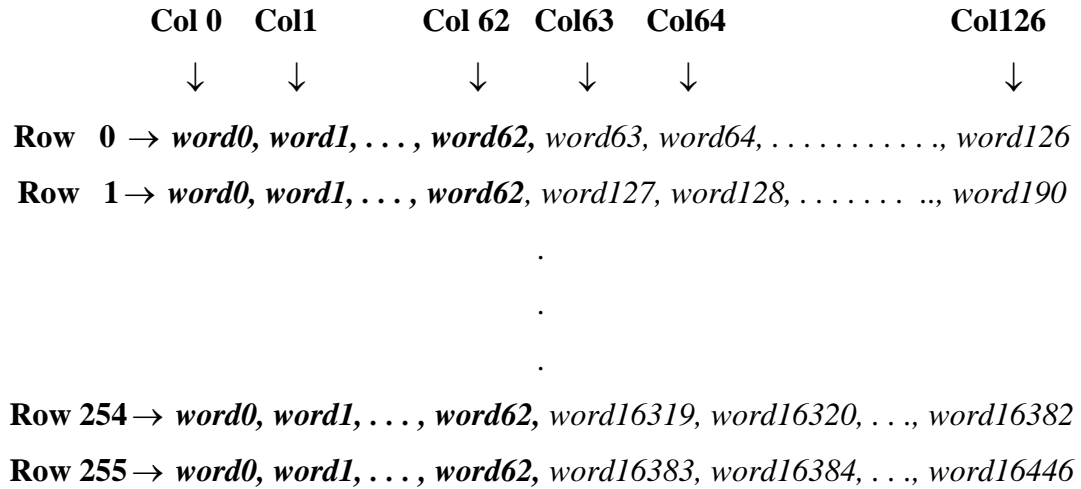 Col 0 Col1 Col 62 Col63 Col64 Col126
↓ ↓ ↓ ↓ ↓ ↓
Row 0 → word0, word1, . . . , word62, word63, word64, . . . . . . . . . . ., word126
Row 1 → word0, word1, . . . , word62, word127, word128, . . . . . . . .., word190
.
.
.
Row 254 → word0, word1, . . . , word62, word16319, word16320, . . ., word16382
Row 255 → word0, word1, . . . , word62, word16383, word16384, . . ., word16446